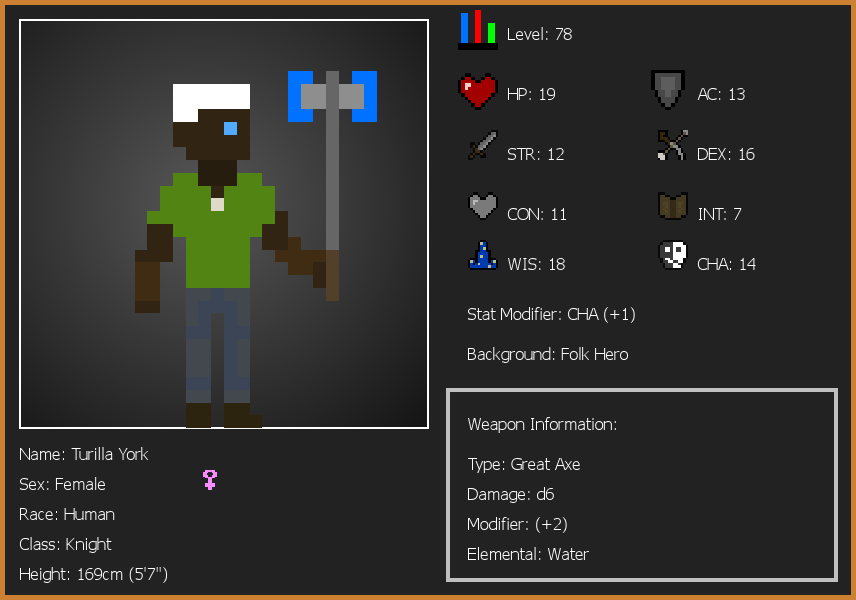 Level: 78
HP: 19
AC: 13
STR: 12
DEX: 16
CON: 11
INT: 7
WIS: 18
CHA: 14
Stat Modifier: CHA (+1)
Background: Folk Hero
Weapon Information:
Type: Great Axe
Damage: d6
Modifier: (+2)
Elemental: Water
Name: Turilla York
Sex: Female
Race: Human
Class: Knight
Height: 169cm (5'7")